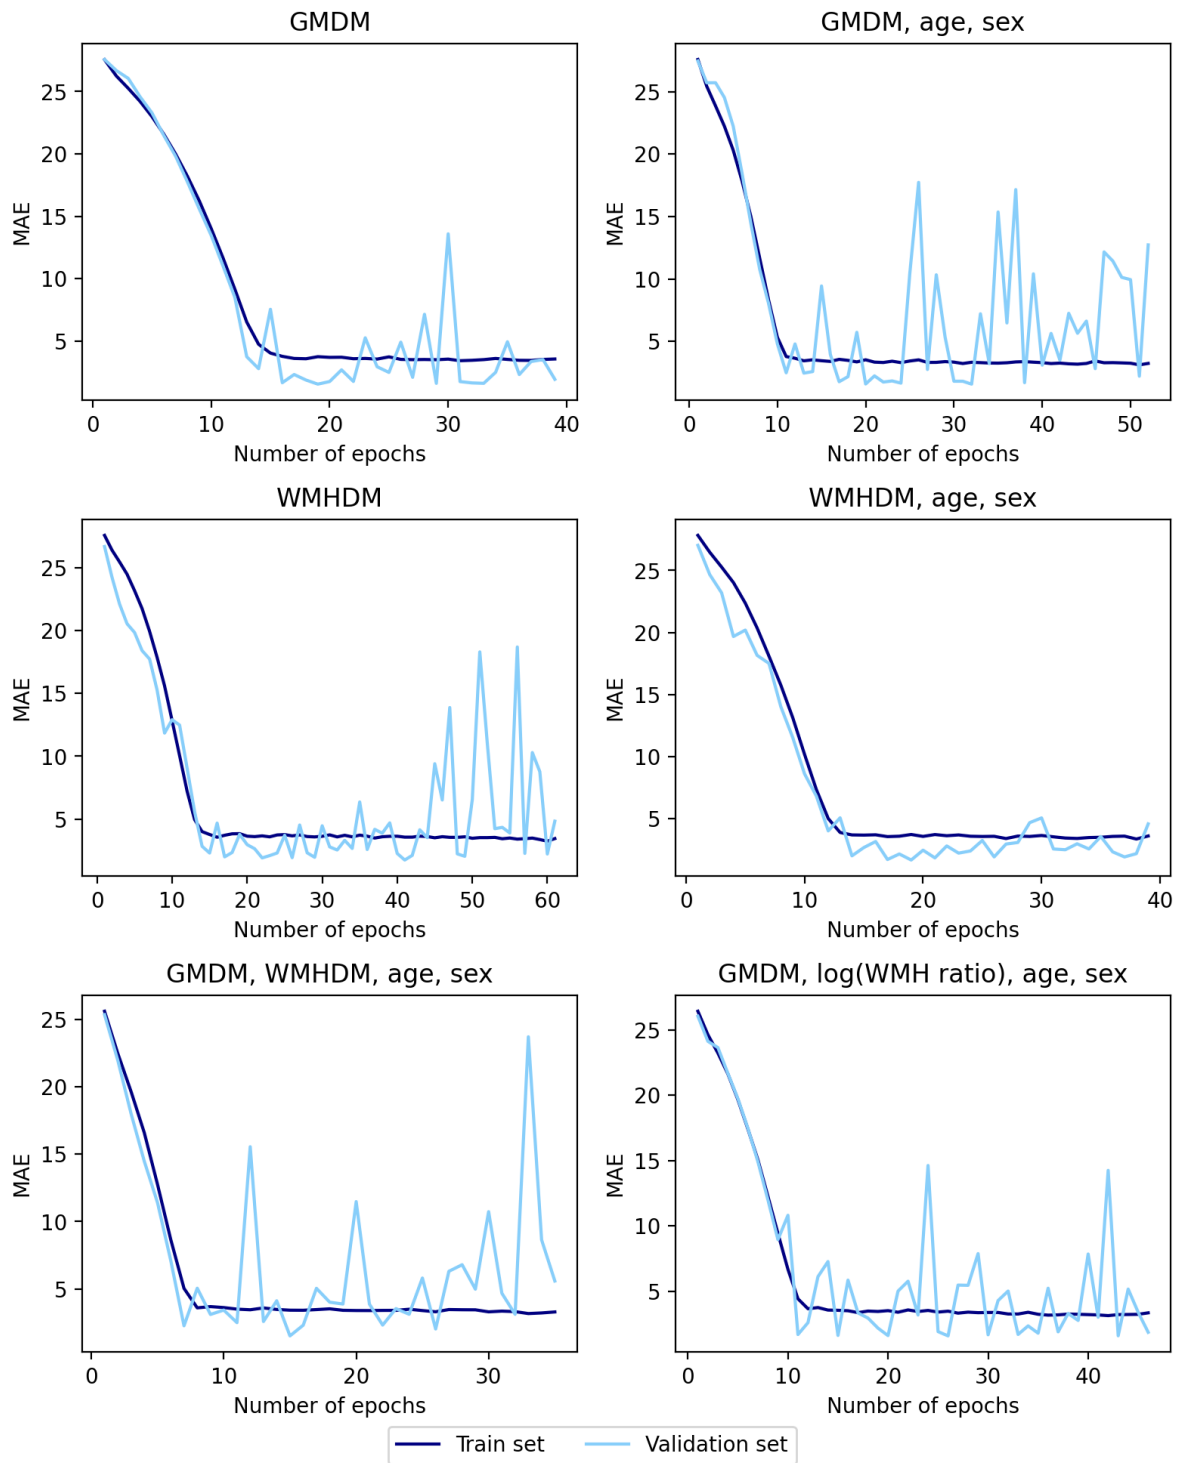 GMDM
GMDM, age, sex
25
20
15
10
5
MAE
0 10 20 30 40
Number of epochs
25
20
15
10
5
MAE
0 10 20 30 40 50
Number of epochs
WMHDM
WMHDM, age, sex
25
20
15
10
5
MAE
0 10 20 30 40 50 60
Number of epochs
25
20
15
10
5
MAE
0 10 20 30 40
Number of epochs
GMDM, WMHDM, age, sex
GMDM, log(WMH ratio), age, sex
25
20
15
10
5
MAE
0 10 20 30
Number of epochs
25
20
15
10
5
MAE
0 10 20 30 40
Number of epochs
Train set
Validation set